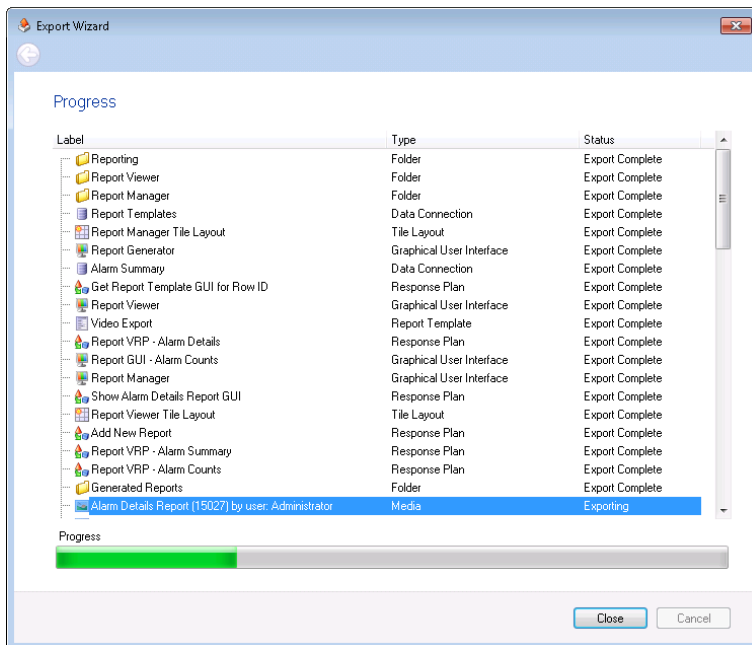 Export Wizard
Progress
Label Type Status
Reporting Folder Export Complete
Report Viewer Folder Export Complete
Report Manager Folder Export Complete
Report Templates Data Connection Export Complete
Report Manager Tile Layout Tile Layout Export Complete
Report Generator Graphical User Interface Export Complete
Alarm Summary Data Connection Export Complete
Get Report Template GUI for Row ID Response Plan Export Complete
Report Viewer Graphical User Interface Export Complete
Video Export Report Template Export Complete
Report VRP - Alarm Details Response Plan Export Complete
Report GUI - Alarm Counts Graphical User Interface Export Complete
Report Manager Graphical User Interface Export Complete
Show Alarm Details Report GUI Response Plan Export Complete
Report Viewer Tile Layout Tile Layout Export Complete
Add New Report Response Plan Export Complete
Report VRP - Alarm Summary Response Plan Export Complete
Report VRP - Alarm Counts Response Plan Export Complete
Generated Reports Folder Export Complete
Alarm Details Report (15027) by user: Administrator Media Exporting
Progress
Close Cancel